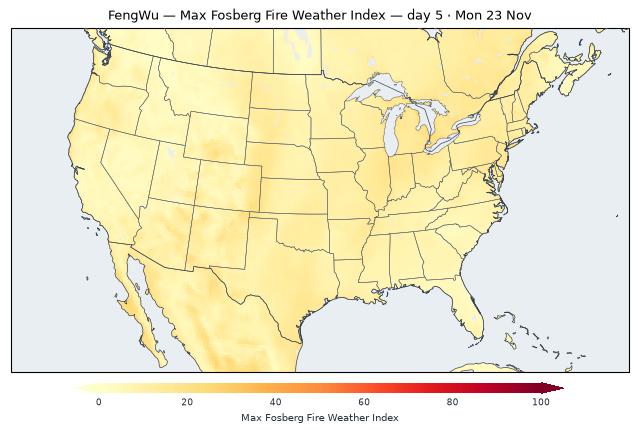 FengWu — Max Fosberg Fire Weather Index — day 5 · Mon 23 Nov
0 20 40 60 80 100
Max Fosberg Fire Weather Index